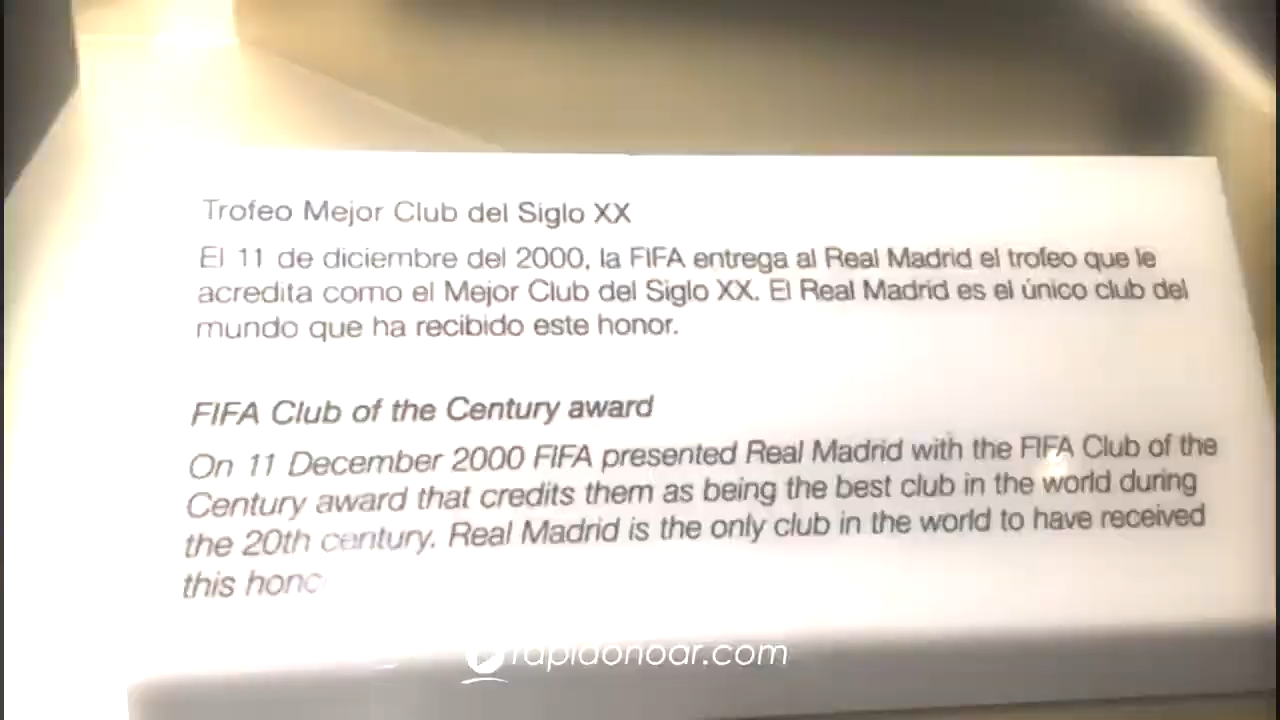 Trofeo Mejor Club del Siglo XX
El 11 de diciembre del 2000, la FIFA entrega al Real Madrid el trofeo que le
acredita como el Mejor Club del Siglo XX. El Real Madrid es el único club del
mundo que ha recibido este honor.
FIFA Club of the Century award
On 11 December 2000 FIFA presented Real Madrid with the FIFA Club of the
Century award that credits them as being the best club in the world during
the 20th century. Real Madrid is the only club in the world to have received
this
rapidonoar.com